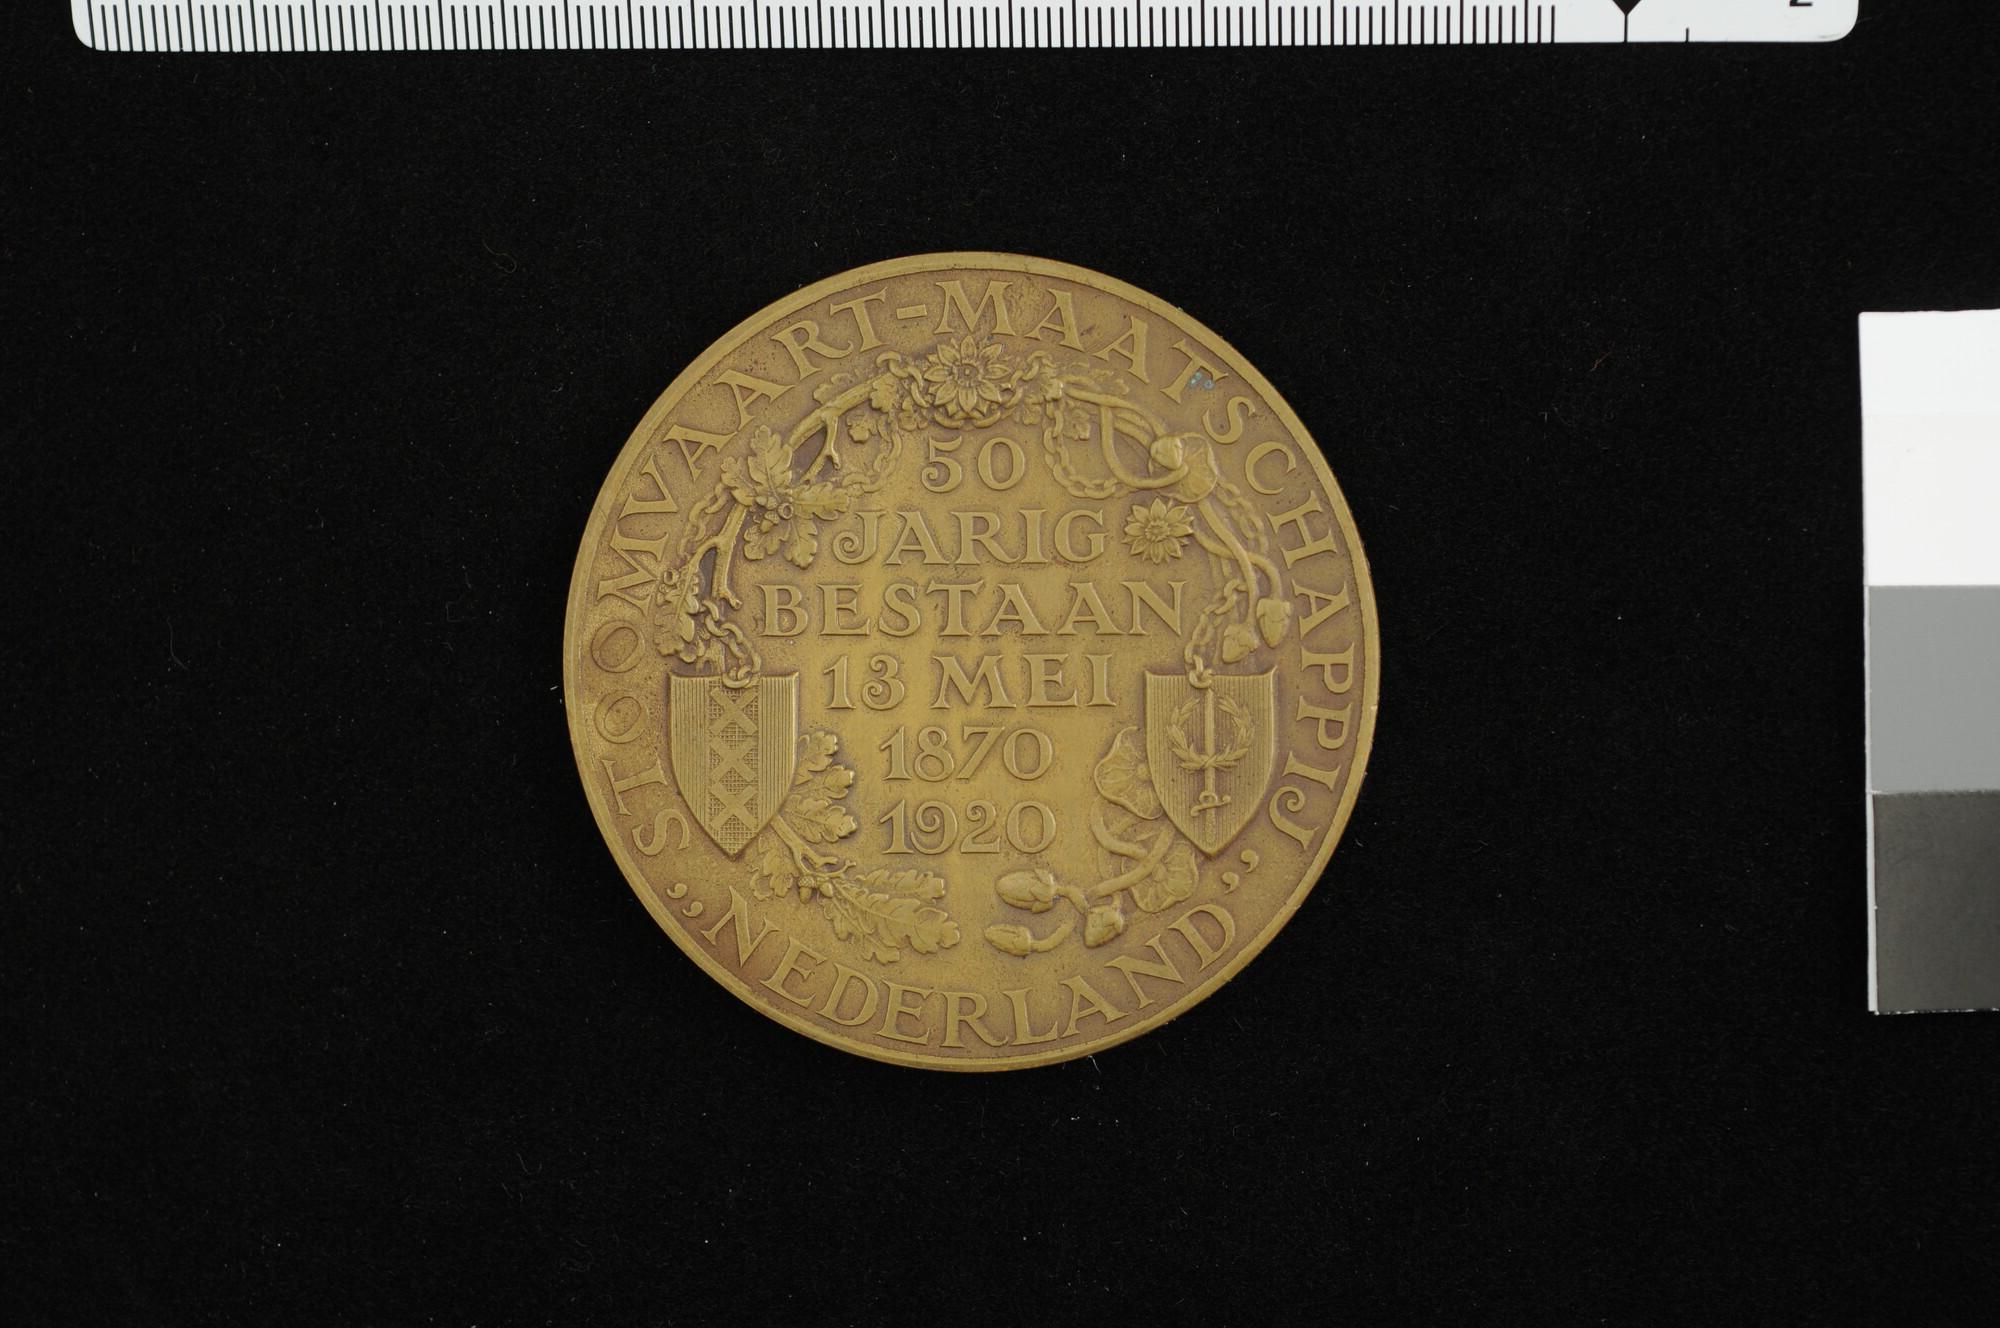 STOOMVAART-MAATSCHAPPIJ
„NEDERLAND”
50
JARIG
BESTAAN
13 MEI
1870
1920